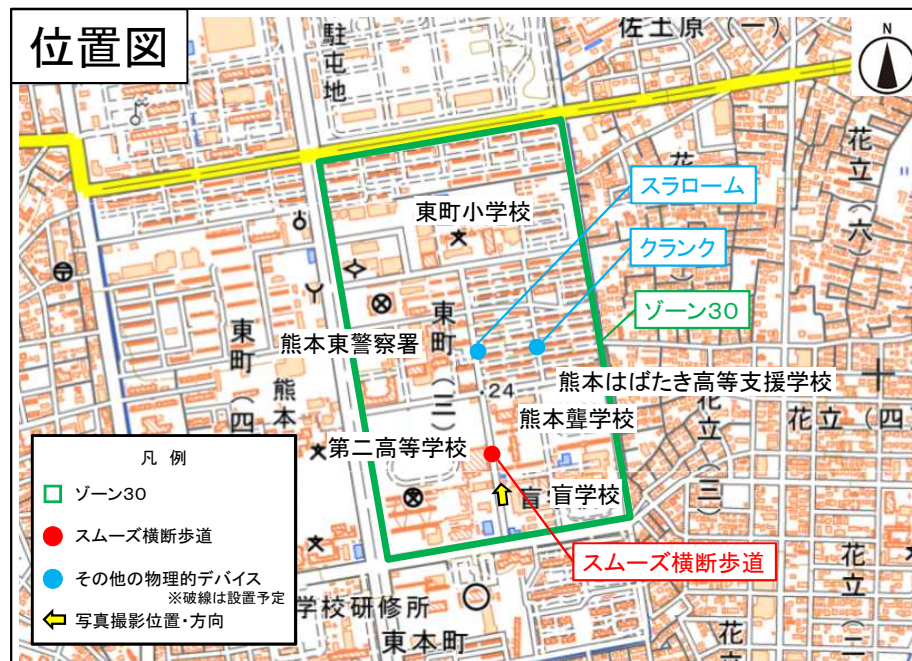 位置図
駐屯地
佐土原(一)
N
花立(六)
花
スラローム
東町小学校
クランク
ゾーン30
東町(三)
東町(四
熊本東警察署
熊本
・24
熊本はばたき高等支援学校
花立(四
熊本聾学校
第二高等学校
花立(三)
盲学校
盲学
スムーズ横断歩道
学校研修所
東本町
花立(二
花立
凡 例
ゾーン30
スムーズ横断歩道
その他の物理的デバイス
※破線は設置予定
写真撮影位置・方向